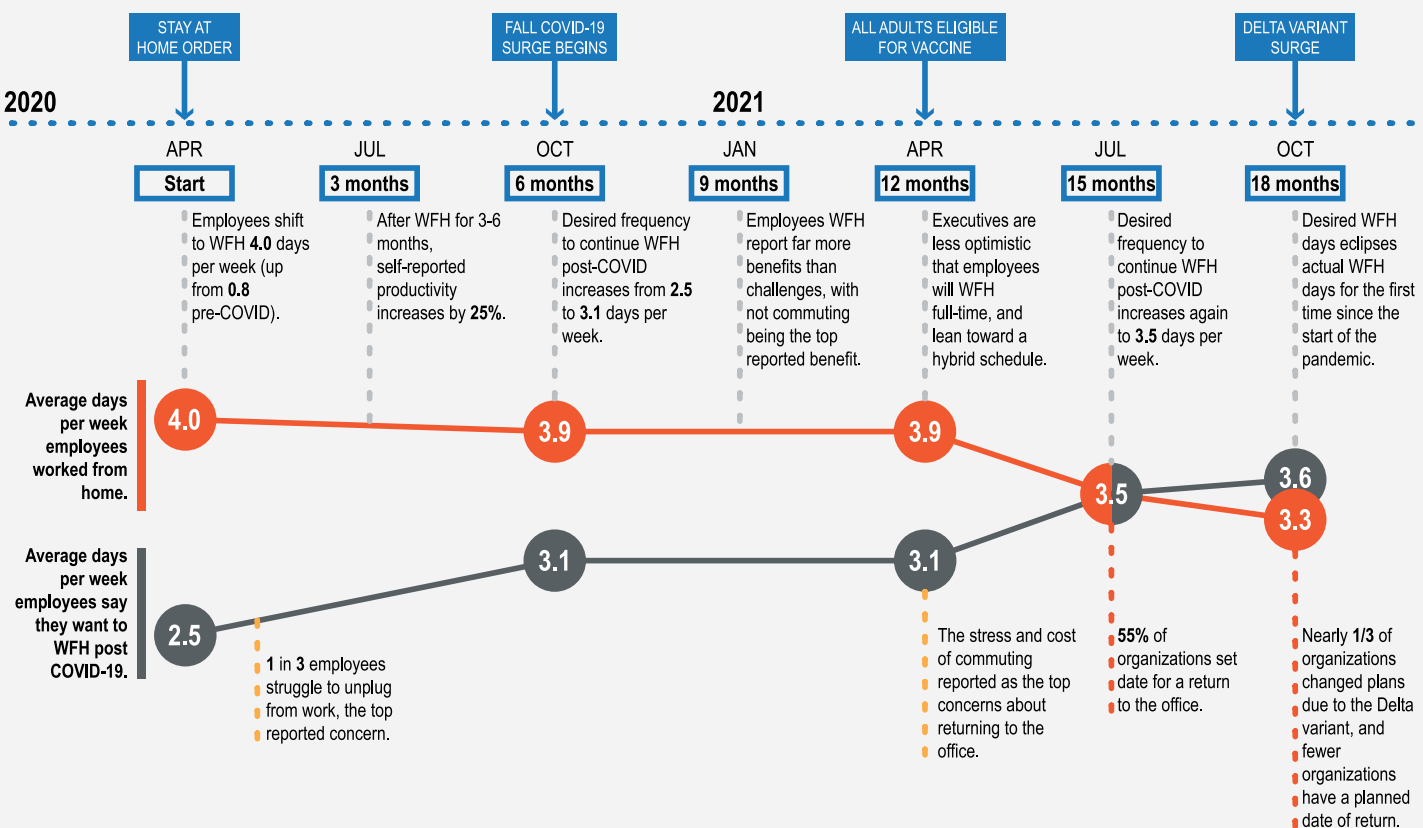 STAY AT
HOME ORDER
FALL COVID-19
SURGE BEGINS
ALL ADULTS ELIGIBLE
FOR VACCINE
DELTA VARIANT
SURGE
2020
2021
APR
Start
Employees shift
to WFH 4.0 days
per week (up
from 0.8
pre-COVID).
JUL
3 months
After WFH for 3-6
months,
self-reported
productivity
increases by 25%.
OCT
6 months
Desired frequency
to continue WFH
post-COVID
increases from 2.5
to 3.1 days per
week.
JAN
9 months
Employees WFH
report far more
benefits than
challenges, with
not commuting
being the top
reported benefit.
APR
12 months
Executives are
less optimistic
that employees
will WFH
full-time, and
lean toward a
hybrid schedule.
JUL
15 months
Desired
frequency to
continue WFH
post-COVID
increases again
to 3.5 days per
week.
OCT
18 months
Desired WFH
days eclipses
actual WFH
days for the first
time since the
start of the
pandemic.
Average days
per week
employees
worked from
home.
4.0
3.9
3.9
3.5
3.6
3.3
Average days
per week
employees say
they want to
WFH post
COVID-19.
2.5
3.1
3.1
1 in 3 employees
struggle to unplug
from work, the top
reported concern.
The stress and cost
of commuting
reported as the top
concerns about
returning to the
office.
55% of
organizations set
date for a return
to the office.
Nearly 1/3 of
organizations
changed plans
due to the Delta
variant, and
fewer
organizations
have a planned
date of return.